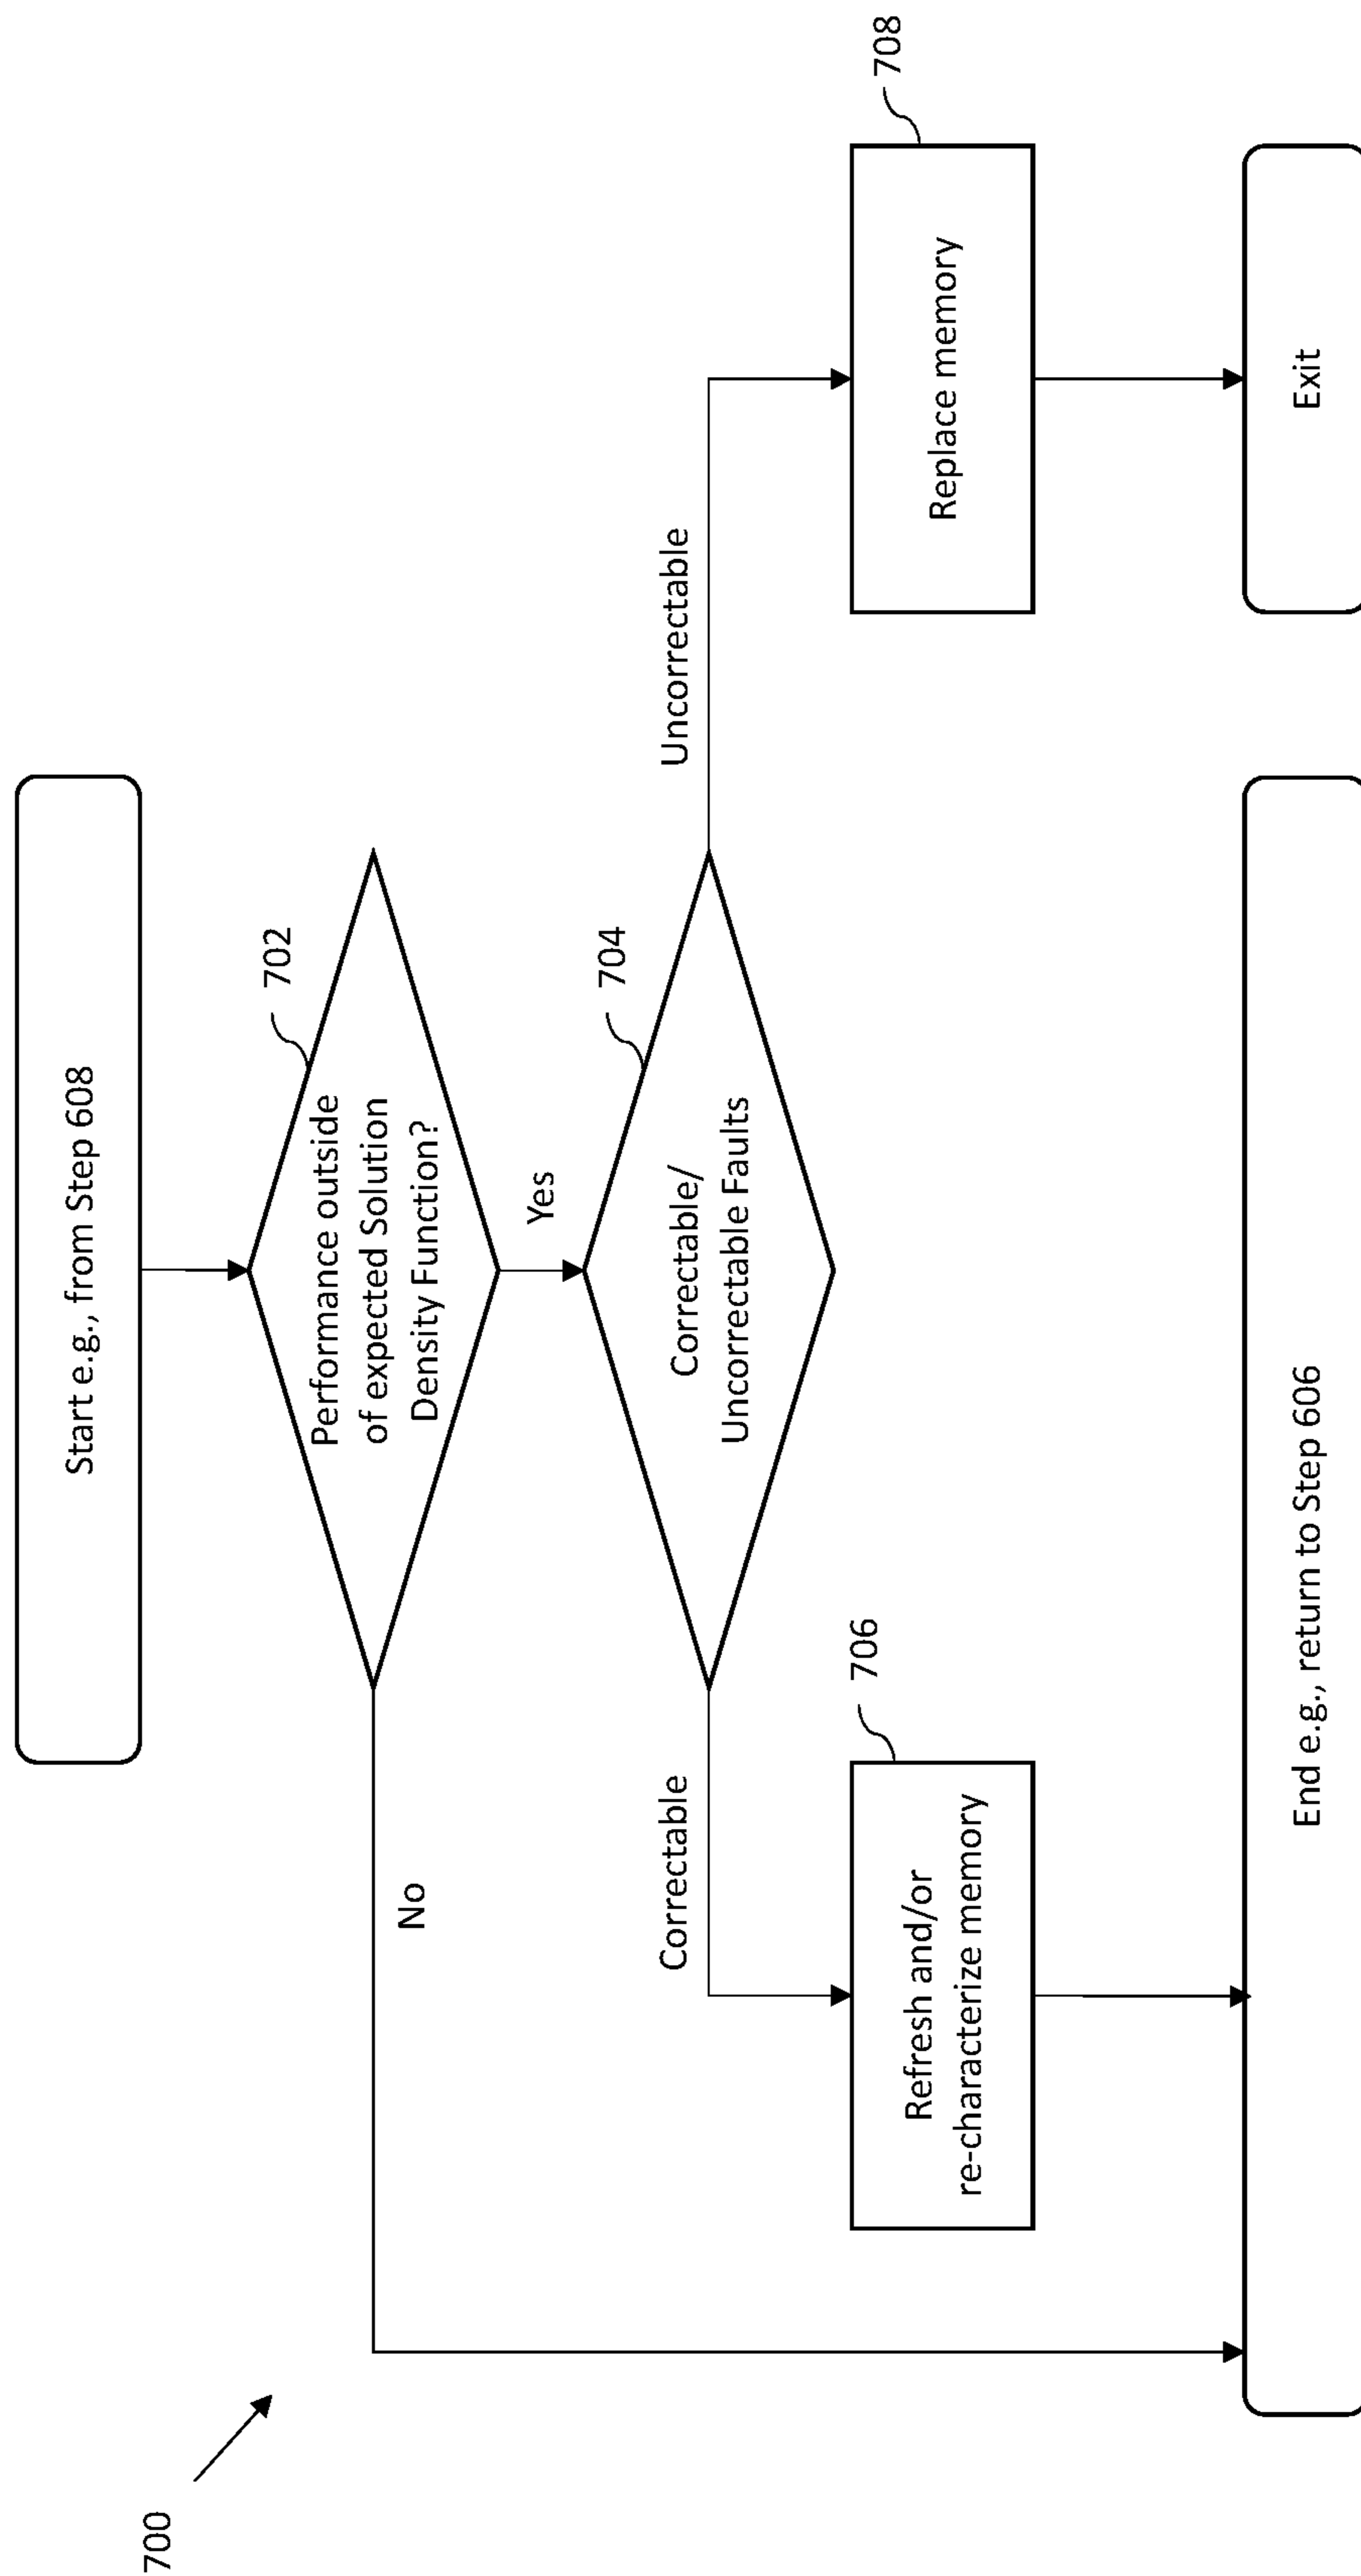 700
Start e.g., from Step 608
702
Performance outside
of expected Solution
Density Function?
No
Yes
704
Correctable/
Uncorrectable Faults
Correctable
Uncorrectable
706
Refresh and/or
re-characterize memory
708
Replace memory
End e.g., return to Step 606
Exit